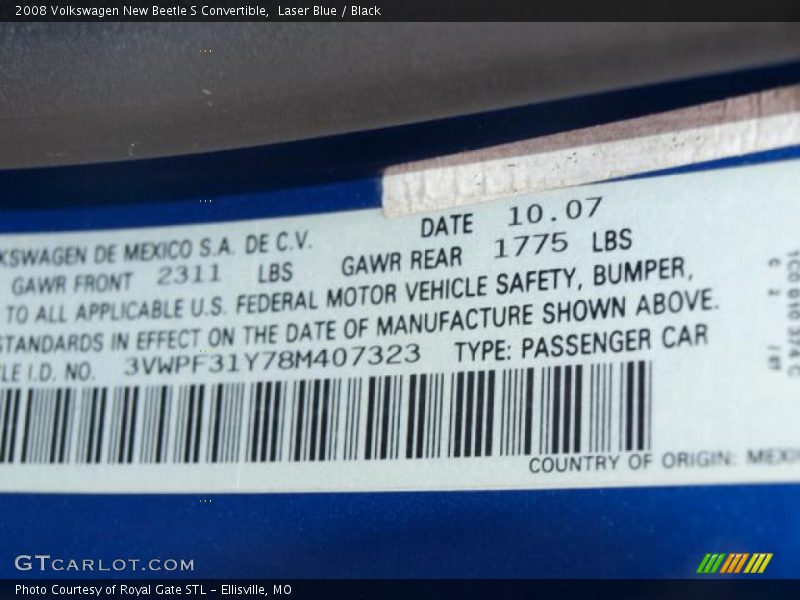 2008 Volkswagen New Beetle S Convertible, Laser Blue / Black
DATE 10.07
KSWAGEN DE MEXICO S.A. DE C.V.
GAWR FRONT 2311 LBS GAWR REAR 1775 LBS
TO ALL APPLICABLE U.S. FEDERAL MOTOR VEHICLE SAFETY, BUMPER,
STANDARDS IN EFFECT ON THE DATE OF MANUFACTURE SHOWN ABOVE.
LE I.D. NO. 3VWPF31Y78M407323 TYPE: PASSENGER CAR
COUNTRY OF ORIGIN: MEXI
GTCARLOT.COM
Photo Courtesy of Royal Gate STL - Ellisville, MO